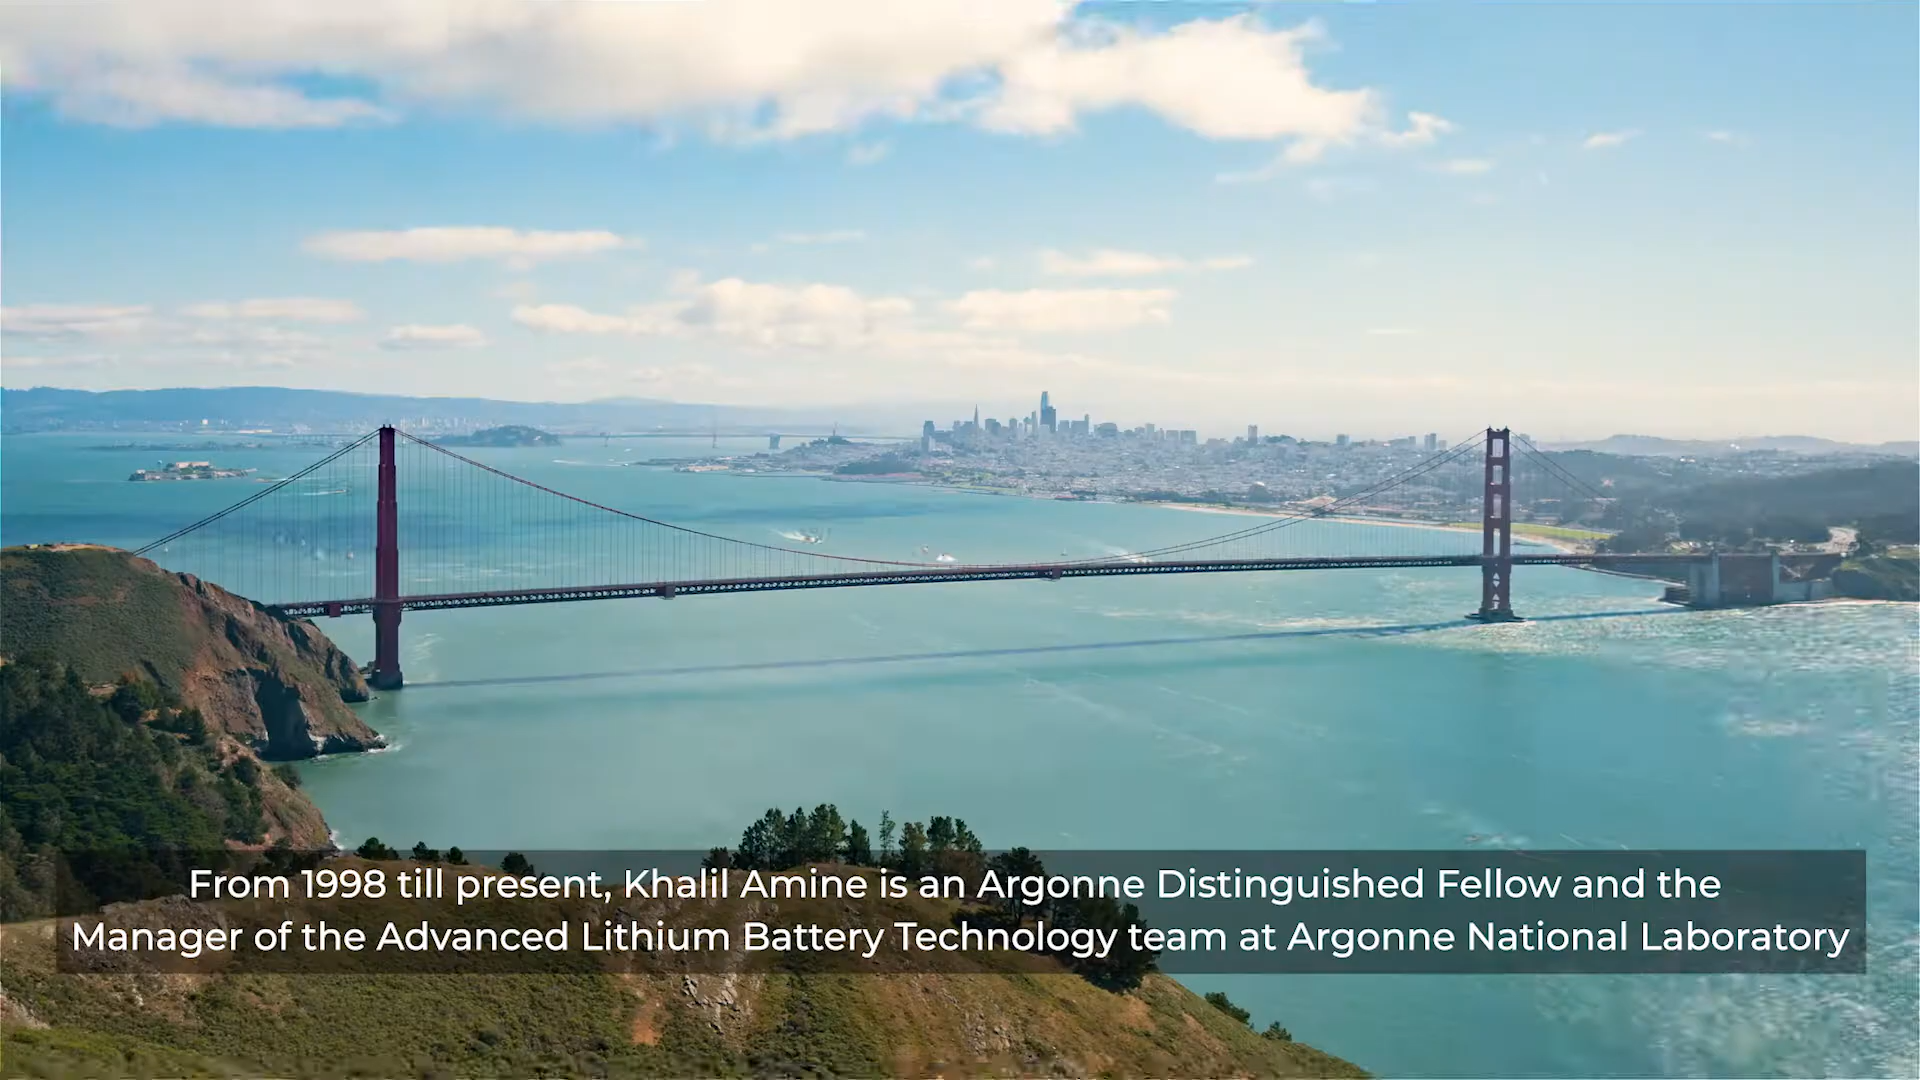 From 1998 till present, Khalil Amine is an Argonne Distinguished Fellow and the
Manager of the Advanced Lithium Battery Technology team at Argonne National Laboratory